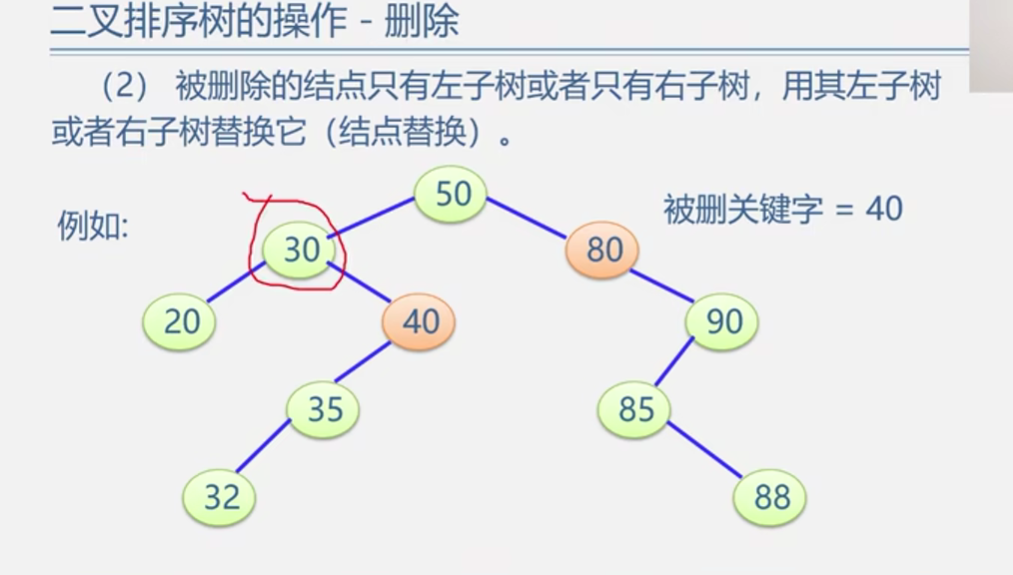 二叉排序树的操作 - 删除
（2） 被删除的结点只有左子树或者只有右子树，用其左子树
或者右子树替换它（结点替换）。
例如:
被删关键字 = 40
50
30
80
20
40
90
35
85
32
88